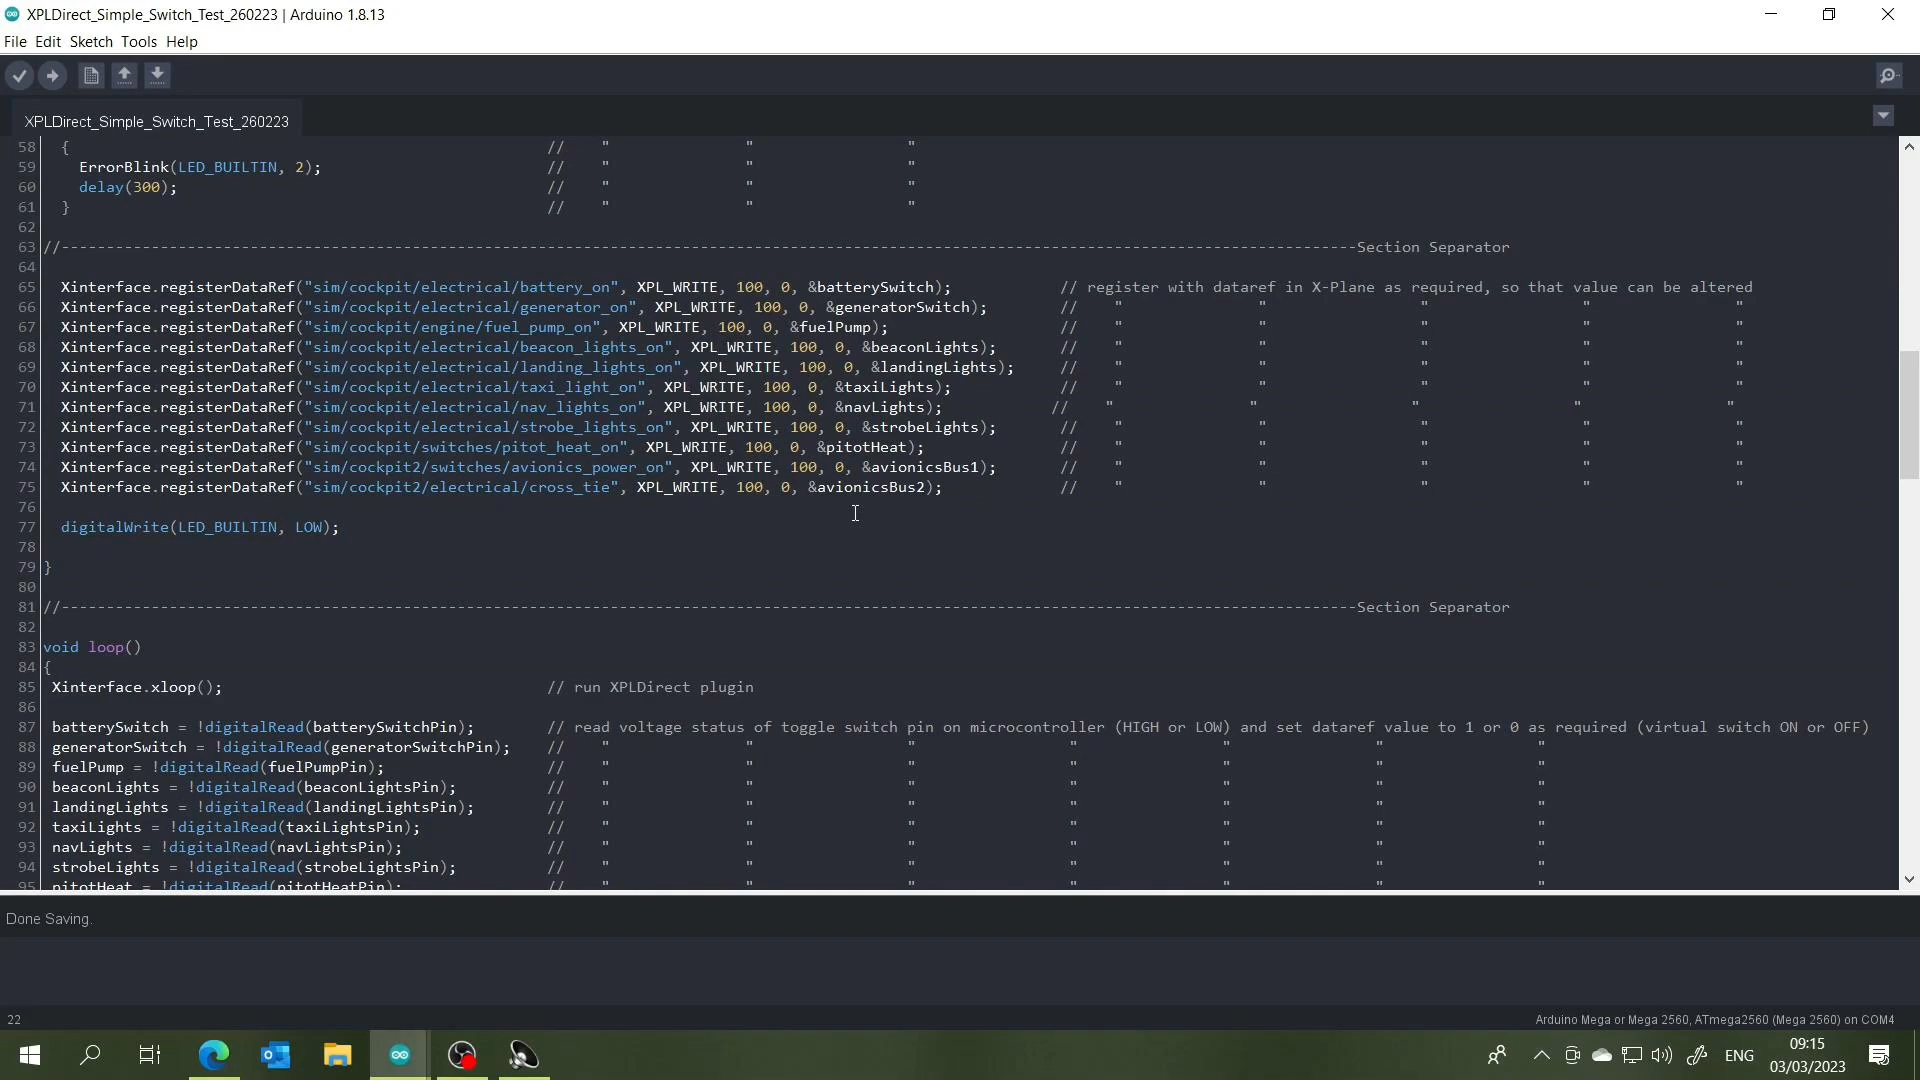 XPLDirect_Simple_Switch_Test_260223 | Arduino 1.8.13
File Edit Sketch Tools Help
XPLDirect_Simple_Switch_Test_260223
58 { // " " "
59 ErrorBlink(LED_BUILTIN, 2); // " " "
60 delay(300); // " " "
61 } // " " "
62
63 //------------------------------------------------------------------------------------------------------------------------------------------------Section Separator
64
65 Xinterface.registerDataRef("sim/cockpit/electrical/battery_on", XPL_WRITE, 100, 0, &batterySwitch); // register with dataref in X-Plane as required, so that value can be altered
66 Xinterface.registerDataRef("sim/cockpit/electrical/generator_on", XPL_WRITE, 100, 0, &generatorSwitch); // " " " " "
67 Xinterface.registerDataRef("sim/cockpit/engine/fuel_pump_on", XPL_WRITE, 100, 0, &fuelPump); // " " " " "
68 Xinterface.registerDataRef("sim/cockpit/electrical/beacon_lights_on", XPL_WRITE, 100, 0, &beaconLights); // " " " " "
69 Xinterface.registerDataRef("sim/cockpit/electrical/landing_lights_on", XPL_WRITE, 100, 0, &landingLights); // " " " " "
70 Xinterface.registerDataRef("sim/cockpit/electrical/taxi_light_on", XPL_WRITE, 100, 0, &taxiLights); // " " " " "
71 Xinterface.registerDataRef("sim/cockpit/electrical/nav_lights_on", XPL_WRITE, 100, 0, &navLights); // " " " " "
72 Xinterface.registerDataRef("sim/cockpit/electrical/strobe_lights_on", XPL_WRITE, 100, 0, &strobeLights); // " " " " "
73 Xinterface.registerDataRef("sim/cockpit/switches/pitot_heat_on", XPL_WRITE, 100, 0, &pitotHeat); // " " " " "
74 Xinterface.registerDataRef("sim/cockpit2/switches/avionics_power_on", XPL_WRITE, 100, 0, &avionicsBus1); // " " " " "
75 Xinterface.registerDataRef("sim/cockpit2/electrical/cross_tie", XPL_WRITE, 100, 0, &avionicsBus2); // " " " " "
76
77 digitalWrite(LED_BUILTIN, LOW);
78
79 }
80
81 //------------------------------------------------------------------------------------------------------------------------------------------------Section Separator
82
83 void loop()
84 {
85 Xinterface.xloop(); // run XPLDirect plugin
86
87 batterySwitch = !digitalRead(batterySwitchPin); // read voltage status of toggle switch pin on microcontroller (HIGH or LOW) and set dataref value to 1 or 0 as required (virtual switch ON or OFF)
88 generatorSwitch = !digitalRead(generatorSwitchPin); // " " " " " " "
89 fuelPump = !digitalRead(fuelPumpPin); // " " " " " " "
90 beaconLights = !digitalRead(beaconLightsPin); // " " " " " " "
91 landingLights = !digitalRead(landingLightsPin); // " " " " " " "
92 taxiLights = !digitalRead(taxiLightsPin); // " " " " " " "
93 navLights = !digitalRead(navLightsPin); // " " " " " " "
94 strobeLights = !digitalRead(strobeLightsPin); // " " " " " " "
95 pitotHeat = !digitalRead(pitotHeatPin); // " " " " " " "
Done Saving.
22
Arduino Mega or Mega 2560, ATmega2560 (Mega 2560) on COM4
ENG
09:15
03/03/2023